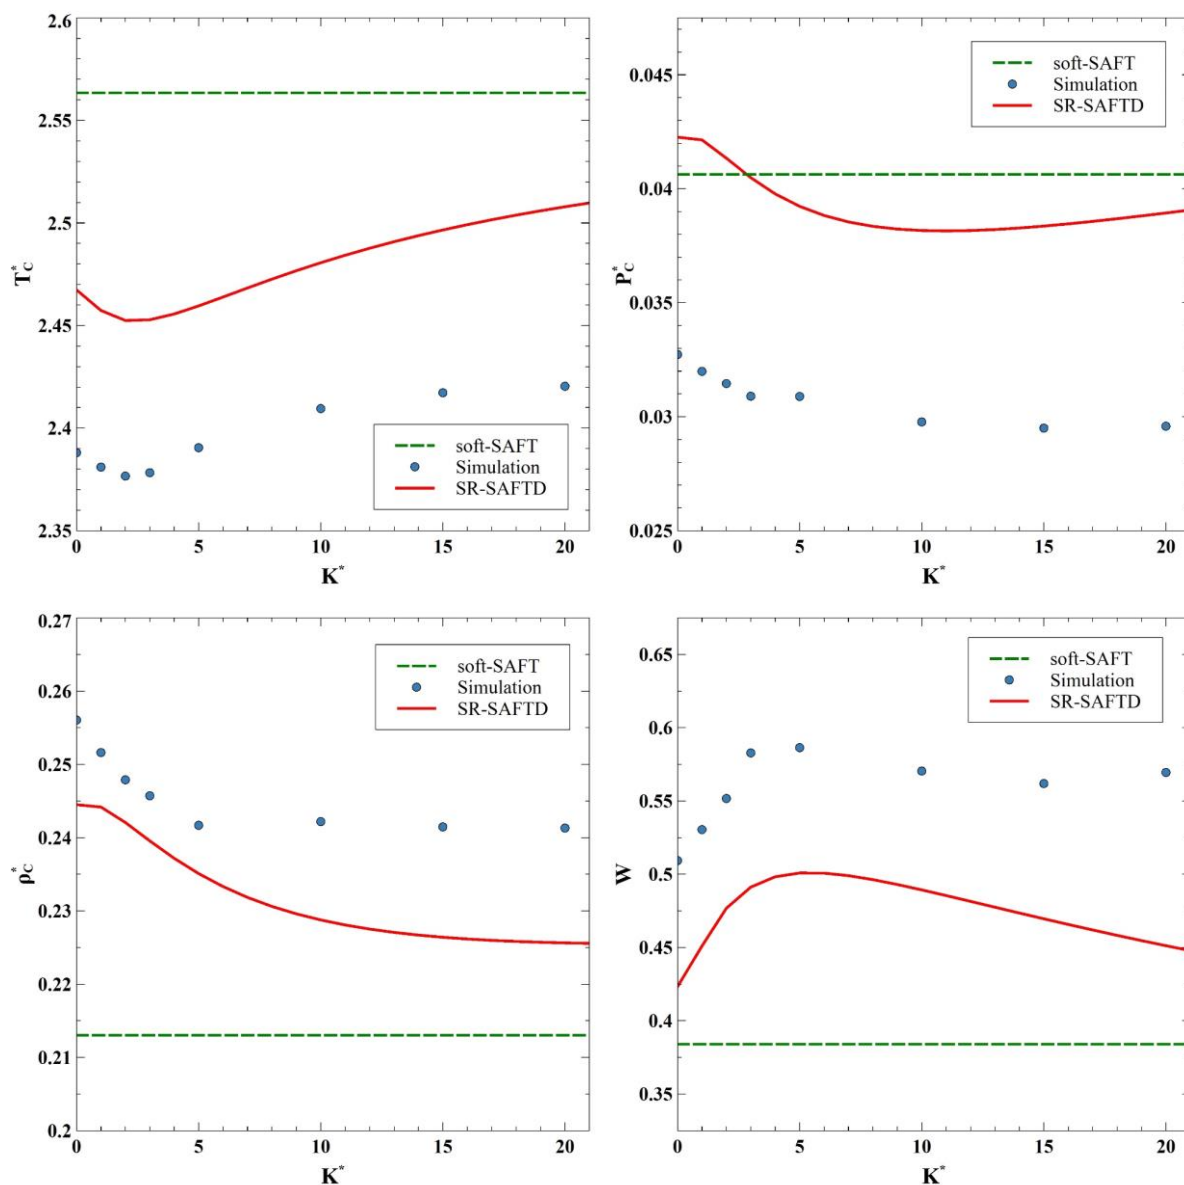 2.6
2.55
2.5
2.45
2.4
2.35
T*C
0
5
10
15
20
K*
soft-SAFT
Simulation
SR-SAFTD
0.045
0.04
0.035
0.03
0.025
P*C
0
5
10
15
20
K*
soft-SAFT
Simulation
SR-SAFTD
0.27
0.26
0.25
0.24
0.23
0.22
0.21
0.2
ρ*C
0
5
10
15
20
K*
soft-SAFT
Simulation
SR-SAFTD
0.65
0.6
0.55
0.5
0.45
0.4
0.35
W
0
5
10
15
20
K*
soft-SAFT
Simulation
SR-SAFTD